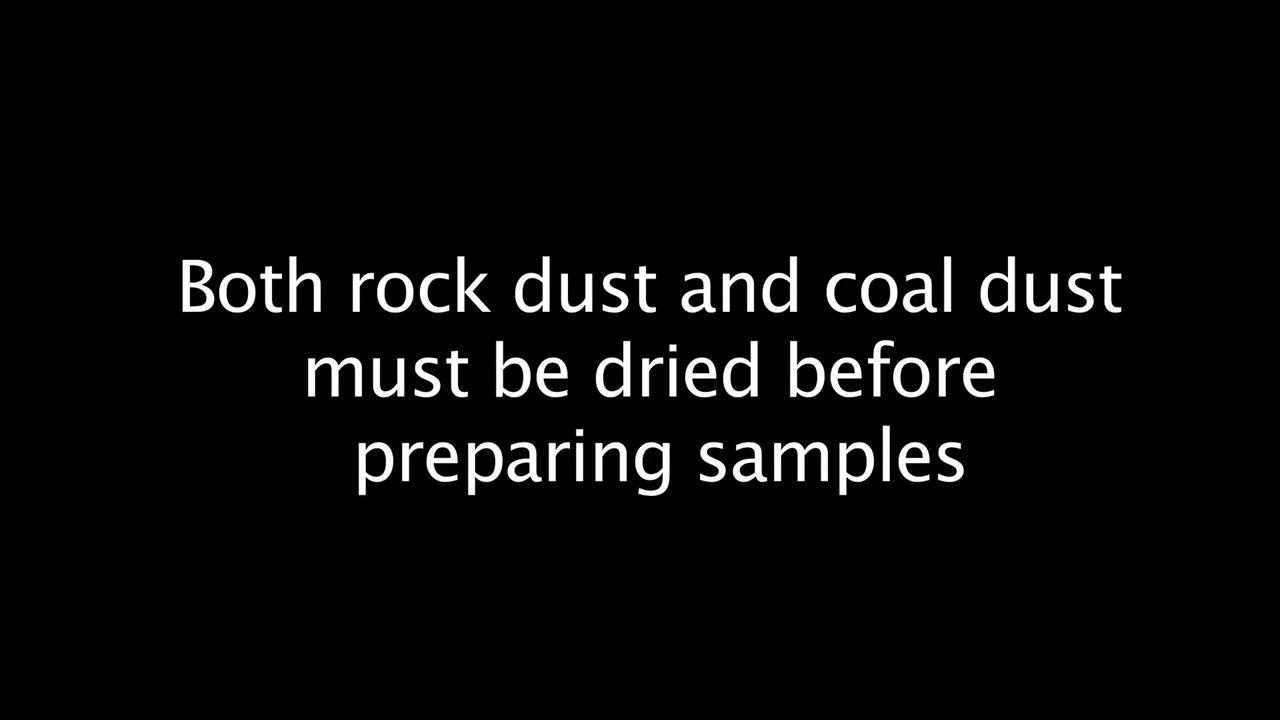 Both rock dust and coal dust
must be dried before
preparing samples